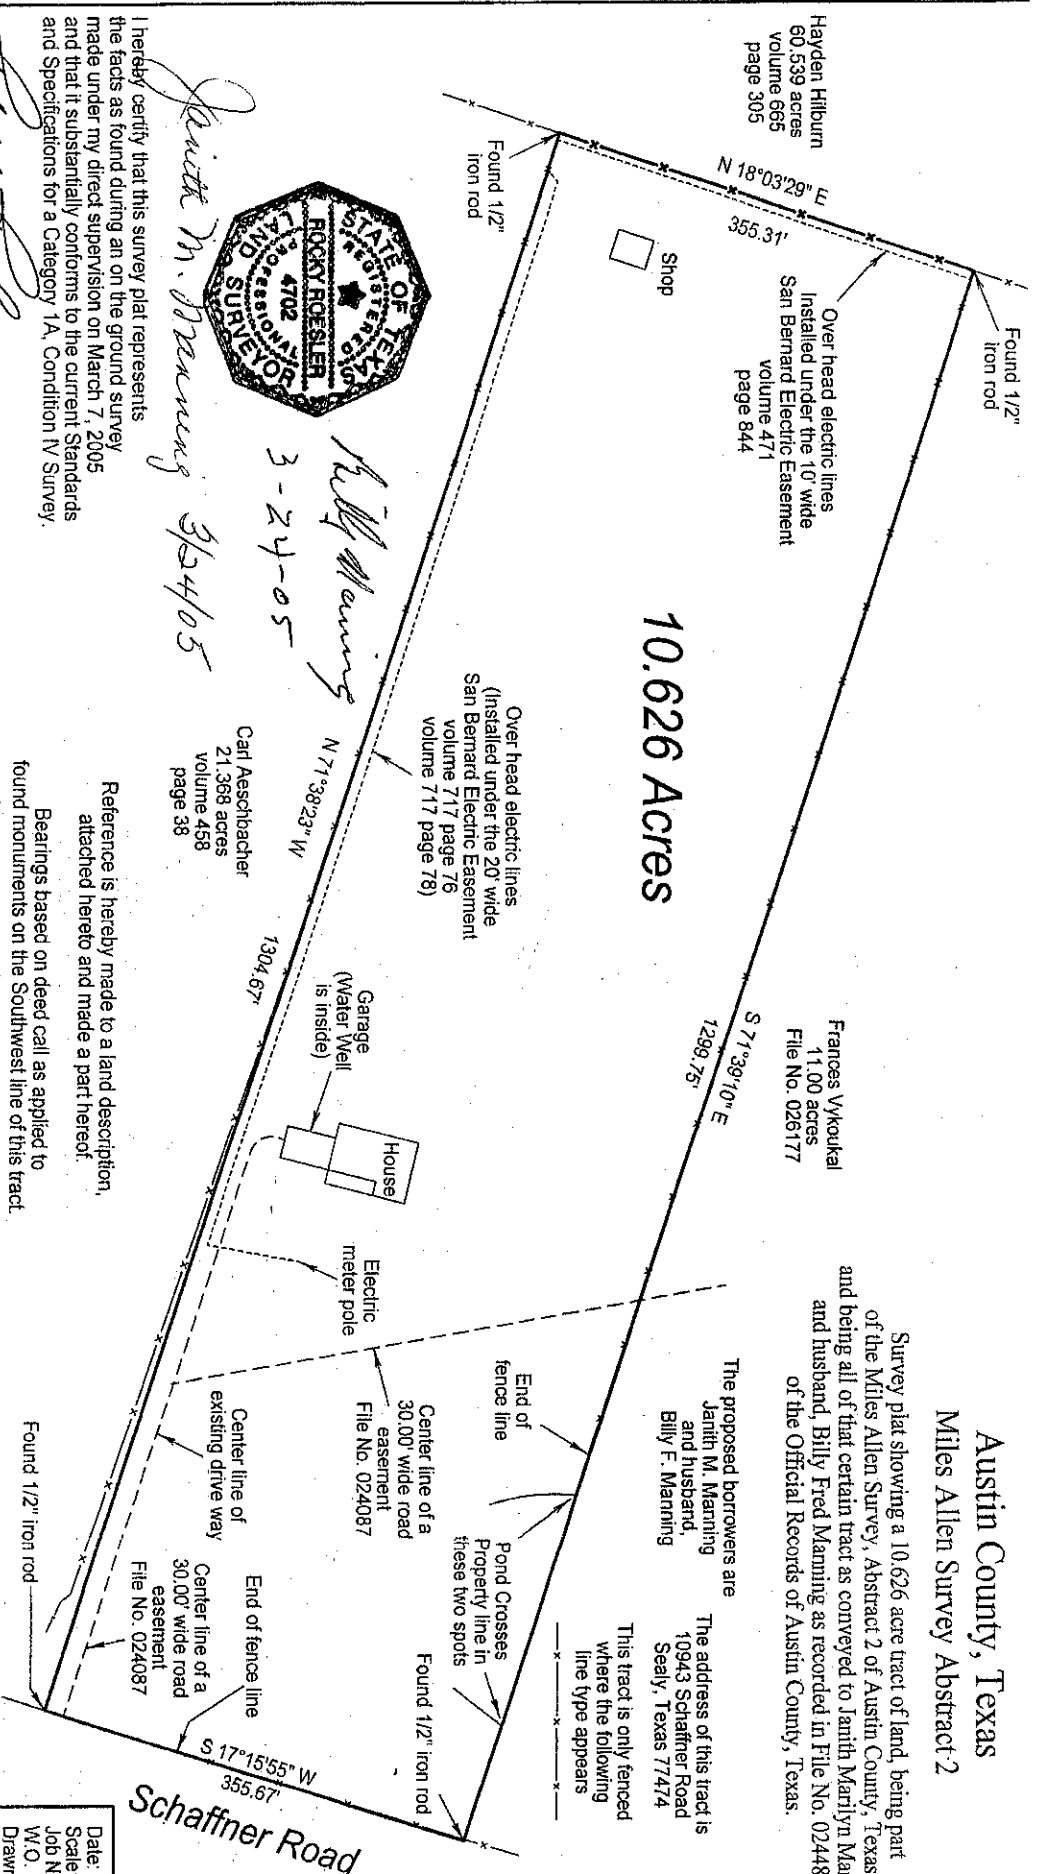 Austin County, Texas
Miles Allen Survey Abstract 2
Survey plat showing a 10.626 acre tract of land, being part
of the Miles Allen Survey, Abstract 2 of Austin County, Texas
and being all of that certain tract as conveyed to Janith Marilyn
and husband, Billy Fred Manning as recorded in File No. 02448
of the Official Records of Austin County, Texas.
Hayden Hilburn
60.539 acres
volume 665
page 305
N 18°03'29" E
355.31'
Found 1/2"
iron rod
Found 1/2"
iron rod
Shop
Over head electric lines
Installed under the 10' wide
San Bernard Electric Easement
volume 471
page 844
10.626 Acres
Frances Vykoukal
11.00 acres
File No. 026177
S 71°39'10" E
1299.75'
The proposed borrowers are
Janith M. Manning
and husband,
Billy F. Manning
The address of this tract is
10943 Schaffner Road
Sealy, Texas 77474
This tract is only fenced
where the following
line type appears
End of
fence line
Pond Crosses
Property line in
these two spots
Found 1/2" iron rod
Over head electric lines
(Installed under the 20' wide
San Bernard Electric Easement
volume 717 page 76
volume 717 page 78)
House
Garage
(Water Well
is inside)
Electric
meter pole
Center line of a
30.00' wide road
easement
File No. 024087
Center line of
existing drive way
Center line of a
30.00' wide road
easement
File No. 024087
End of fence line
S 17°15'55" W
355.67'
Schaffner Road
Found 1/2" iron rod
N 71°38'23" W
1304.67'
Carl Aeschbacher
21.368 acres
volume 458
page 38
Reference is hereby made to a land description,
attached hereto and made a part hereof.
Bearings based on deed call as applied to
found monuments on the Southwest line of this tract.
STATE OF TEXAS
REGISTERED
ROCKY ROESLER
4702
PROFESSIONAL
LAND SURVEYOR
Billy Manning
3-24-05
Janith M. Manning 3/24/05
I hereby certify that this survey plat represents
the facts as found during an on the ground survey
made under my direct supervision on March 7, 2005
and that it substantially conforms to the current Standards
and Specifications for a Category 1A, Condition IV Survey.
Date:
Scale:
Job N
W.O.
Drawn